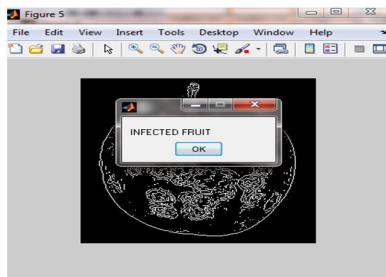 Figure 5
File Edit View Insert Tools Desktop Window Help
INFECTED FRUIT
OK